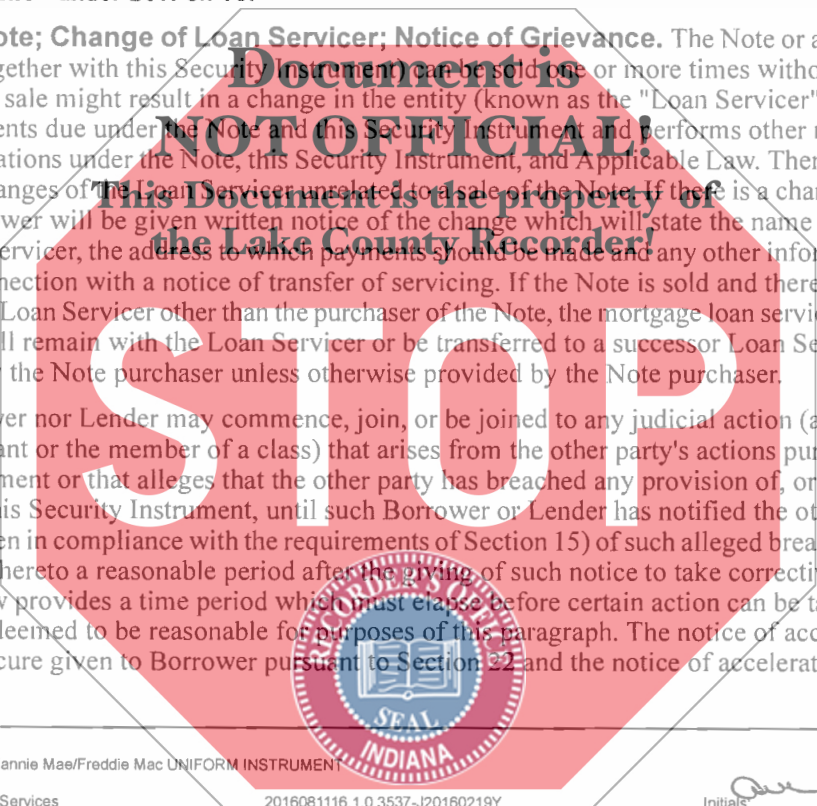 ote; Change of Loan Servicer; Notice of Grievance. The Note or a
Document is
gether with this Security Instrument) can be sold one or more times witho
sale might result in a change in the entity (known as the "Loan Servicer"
NOT OFFICIAL!
ents due under the Note and this Security Instrument and performs other
ations under the Note, this Security Instrument, and Applicable Law. Ther
This Document is the property of
anges of the Loan Servicer unrelated to a sale of the Note. If there is a chan
wer will be given written notice of the change which will state the name
the Lake County Recorder!
ervicer, the address to which payments should be made and any other infor
nection with a notice of transfer of servicing. If the Note is sold and there
Loan Servicer other than the purchaser of the Note, the mortgage loan servi
ll remain with the Loan Servicer or be transferred to a successor Loan Se
the Note purchaser unless otherwise provided by the Note purchaser.
STOP
er nor Lender may commence, join, or be joined to any judicial action (a
ant or the member of a class) that arises from the other party's actions pur
ment or that alleges that the other party has breached any provision of, or
is Security Instrument, until such Borrower or Lender has notified the ot
en in compliance with the requirements of Section 15) of such alleged brea
hereto a reasonable period after the giving of such notice to take correctiv
provides a time period which must elapse before certain action can be ta
leemed to be reasonable for purposes of this paragraph. The notice of acc
cure given to Borrower pursuant to Section 22 and the notice of accelerat
RECORDER'S OFFICE
SEAL
INDIANA
annie Mae/Freddie Mac UNIFORM INSTRUMENT
Services
2016081116.1.0.3537-J20160219Y
Initials